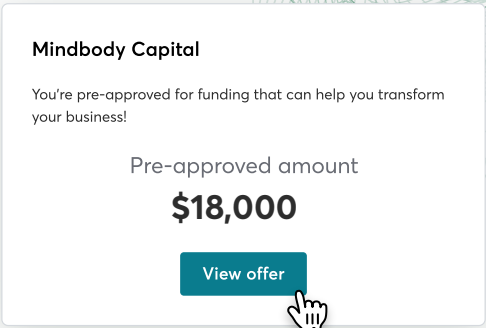 Mindbody Capital
You're pre-approved for funding that can help you transform
your business!
Pre-approved amount
$18,000
View offer